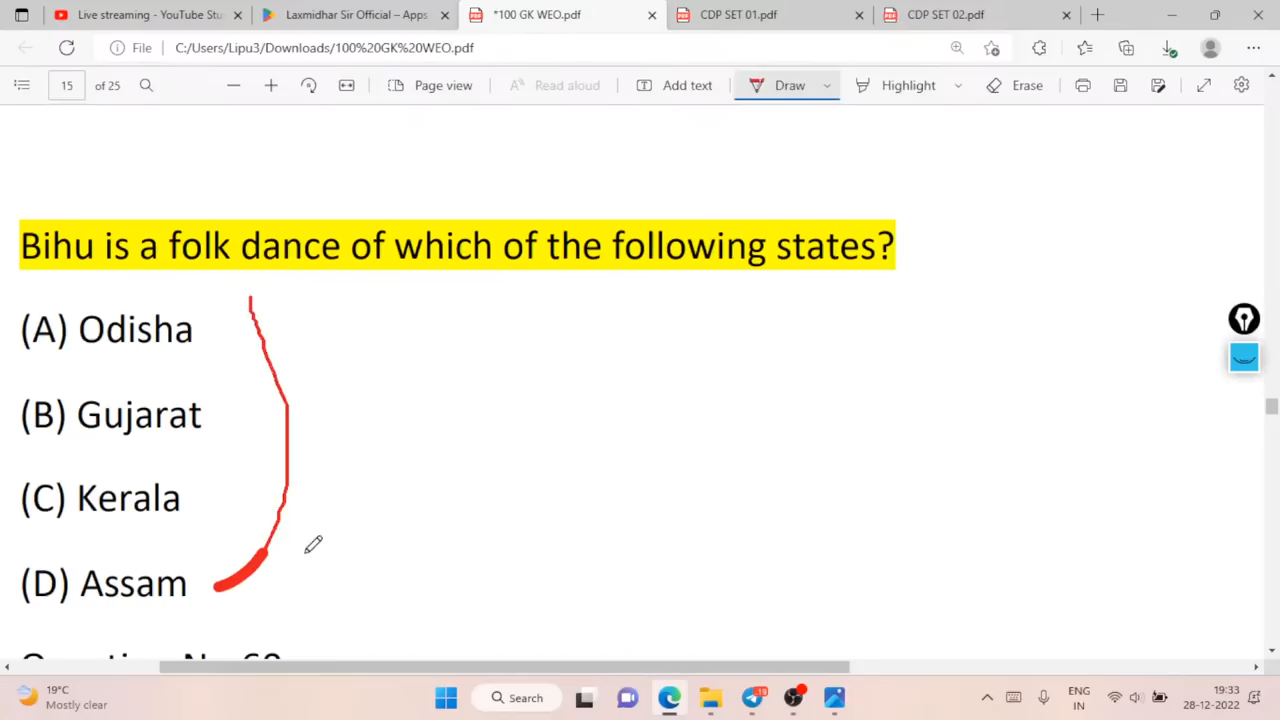 Live streaming - YouTube Stu
Laxmidhar Sir Official – Apps
*100 GK WEO.pdf
CDP SET 01.pdf
CDP SET 02.pdf
File
C:/Users/Lipu3/Downloads/100%20GK%20WEO.pdf
15 of 25
Page view
Read aloud
Add text
Draw
Highlight
Erase
Bihu is a folk dance of which of the following states?
(A) Odisha
(B) Gujarat
(C) Kerala
(D) Assam
19°C
Mostly clear
Search
19
ENG
IN
19:33
28-12-2022